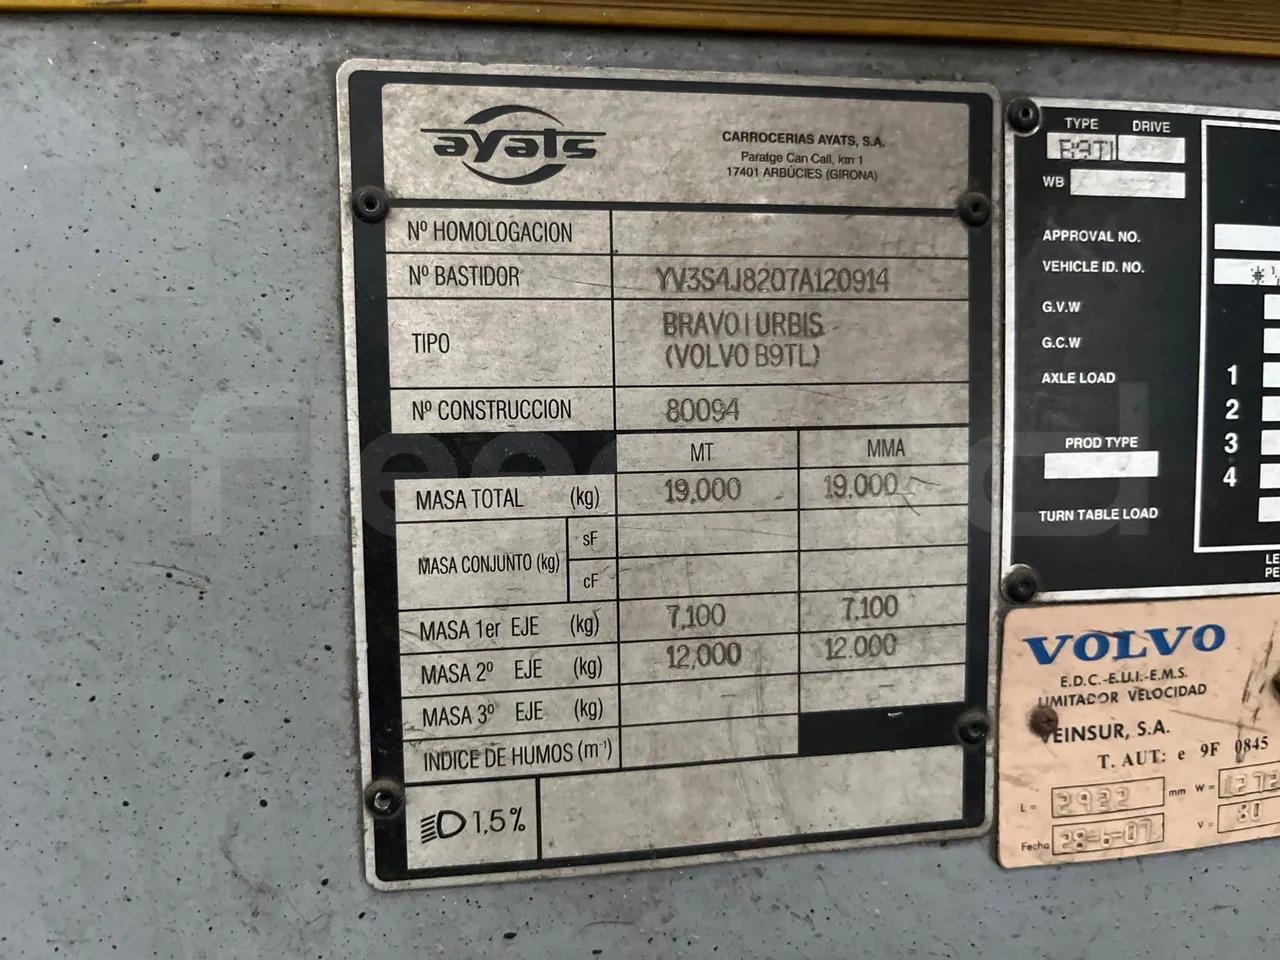 ayats
CARROCERIAS AYATS, S.A.
Paratge Can Call, km 1
17401 ARBÚCIES (GIRONA)
Nº HOMOLOGACION
Nº BASTIDOR YV3S4J8207A120914
TIPO BRAVO I URBIS
(VOLVO B9TL)
Nº CONSTRUCCION 80094
MT MMA
MASA TOTAL (kg) 19,000 19.000
MASA CONJUNTO (kg) sF
cF
MASA 1er EJE (kg) 7,100 7,100
MASA 2º EJE (kg) 12,000 12.000
MASA 3º EJE (kg) – –
INDICE DE HUMOS (m⁻¹)
1,5%
TYPE DRIVE
B9TL
WB
APPROVAL NO.
VEHICLE ID. NO.
G.V.W
G.C.W
AXLE LOAD 1
2
PROD TYPE 3
4
TURN TABLE LOAD
LE
PE
VOLVO
E.D.C.-E.U.I.-E.M.S.
LIMITADOR VELOCIDAD
VEINSUR, S.A.
T. AUT: e 9F 0845
L = 2922 mm W = 1272
Fecha 28-6-07 V = 80